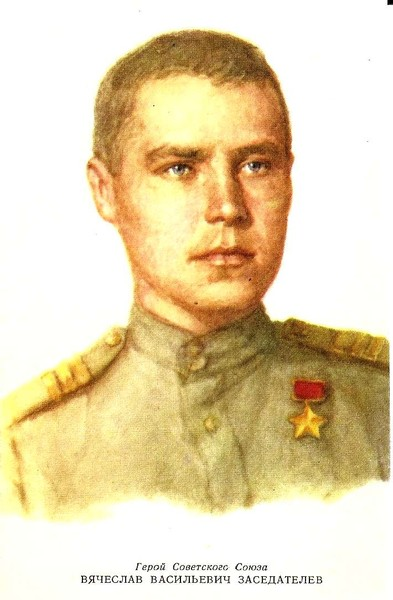 Герой Советского Союза
ВЯЧЕСЛАВ ВАСИЛЬЕВИЧ ЗАСЕДАТЕЛЕВ